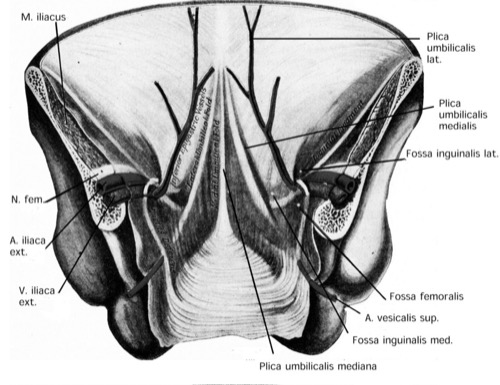 M. iliacus
Plica
umbilicalis
lat.
Plica
umbilicalis
medialis
Fossa inguinalis lat.
N. fem.
A. iliaca
ext.
V. iliaca
ext.
Fossa femoralis
A. vesicalis sup.
Fossa inguinalis med.
Plica umbilicalis mediana